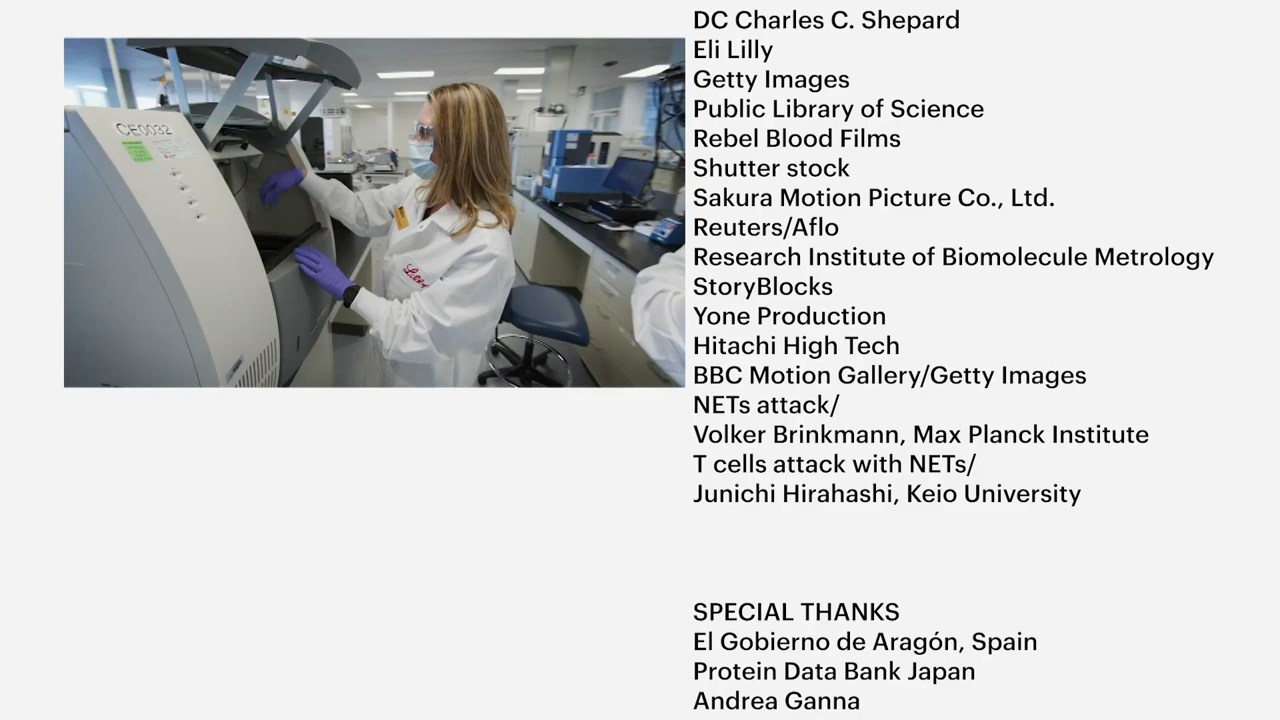 CE0032
Lilly
DC Charles C. Shepard
Eli Lilly
Getty Images
Public Library of Science
Rebel Blood Films
Shutter stock
Sakura Motion Picture Co., Ltd.
Reuters/Aflo
Research Institute of Biomolecule Metrology
StoryBlocks
Yone Production
Hitachi High Tech
BBC Motion Gallery/Getty Images
NETs attack/
Volker Brinkmann, Max Planck Institute
T cells attack with NETs/
Junichi Hirahashi, Keio University
SPECIAL THANKS
El Gobierno de Aragón, Spain
Protein Data Bank Japan
Andrea Ganna